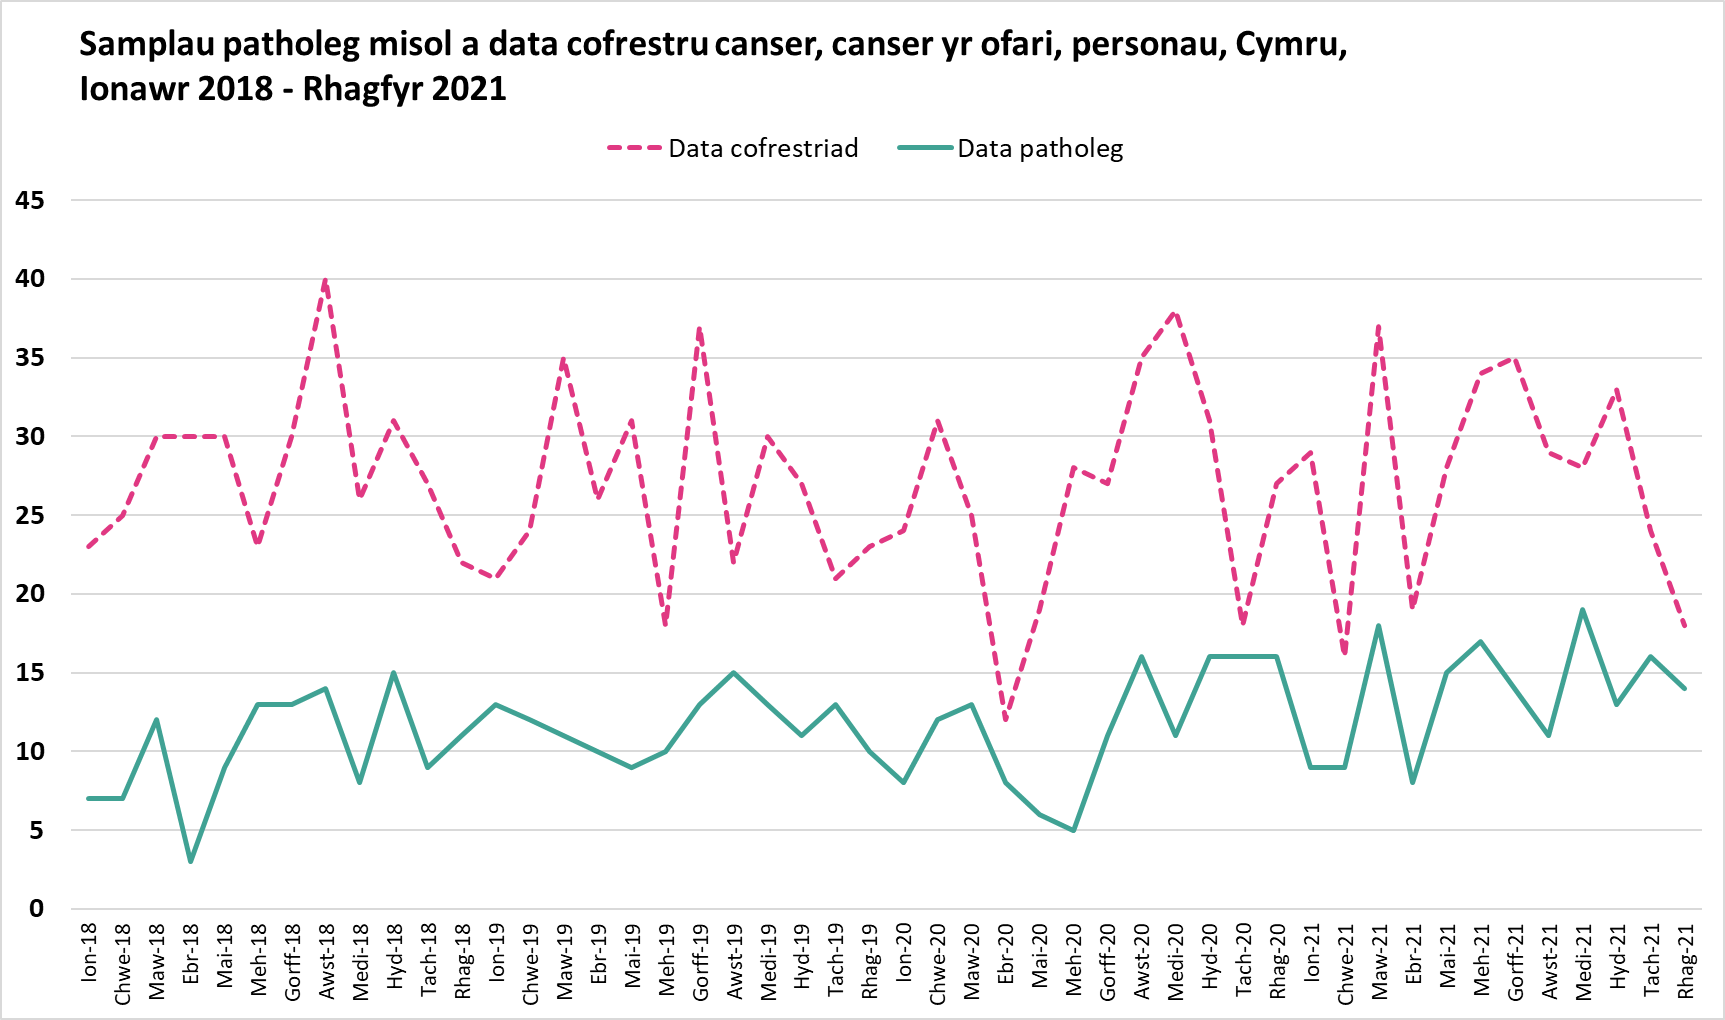 Samplau patholeg misol a data cofrestru canser, canser yr ofari, personau, Cymru,
Ionawr 2018 - Rhagfyr 2021
Data cofrestriad
Data patholeg
45
40
35
30
25
20
15
10
5
0
Ion-18
Chwe-18
Maw-18
Ebr-18
Mai-18
Meh-18
Gorff-18
Awst-18
Medi-18
Hyd-18
Tach-18
Rhag-18
Ion-19
Chwe-19
Maw-19
Ebr-19
Mai-19
Meh-19
Gorff-19
Awst-19
Medi-19
Hyd-19
Tach-19
Rhag-19
Ion-20
Chwe-20
Maw-20
Ebr-20
Mai-20
Meh-20
Gorff-20
Awst-20
Medi-20
Hyd-20
Tach-20
Rhag-20
Ion-21
Chwe-21
Maw-21
Ebr-21
Mai-21
Meh-21
Gorff-21
Awst-21
Medi-21
Hyd-21
Tach-21
Rhag-21